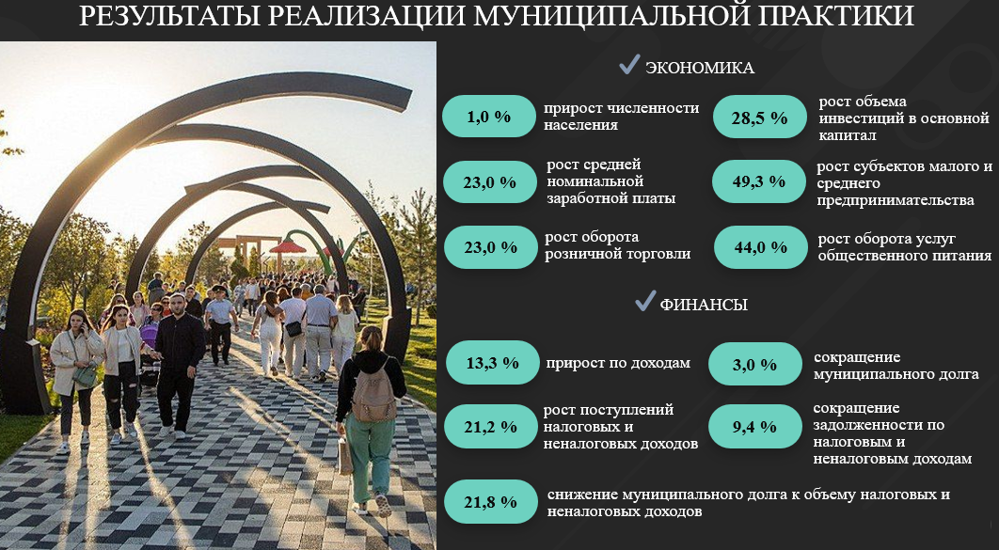 РЕЗУЛЬТАТЫ РЕАЛИЗАЦИИ МУНИЦИПАЛЬНОЙ ПРАКТИКИ
ЭКОНОМИКА
1,0 %
прирост численности
населения
28,5 %
рост объема
инвестиций в основной
капитал
23,0 %
рост средней
номинальной
заработной платы
49,3 %
рост субъектов малого и
среднего
предпринимательства
23,0 %
рост оборота
розничной торговли
44,0 %
рост оборота услуг
общественного питания
ФИНАНСЫ
13,3 %
прирост по доходам
3,0 %
сокращение
муниципального долга
21,2 %
рост поступлений
налоговых и
неналоговых доходов
9,4 %
сокращение
задолженности по
налоговым и
неналоговым доходам
21,8 %
снижение муниципального долга к объему налоговых и
неналоговых доходов